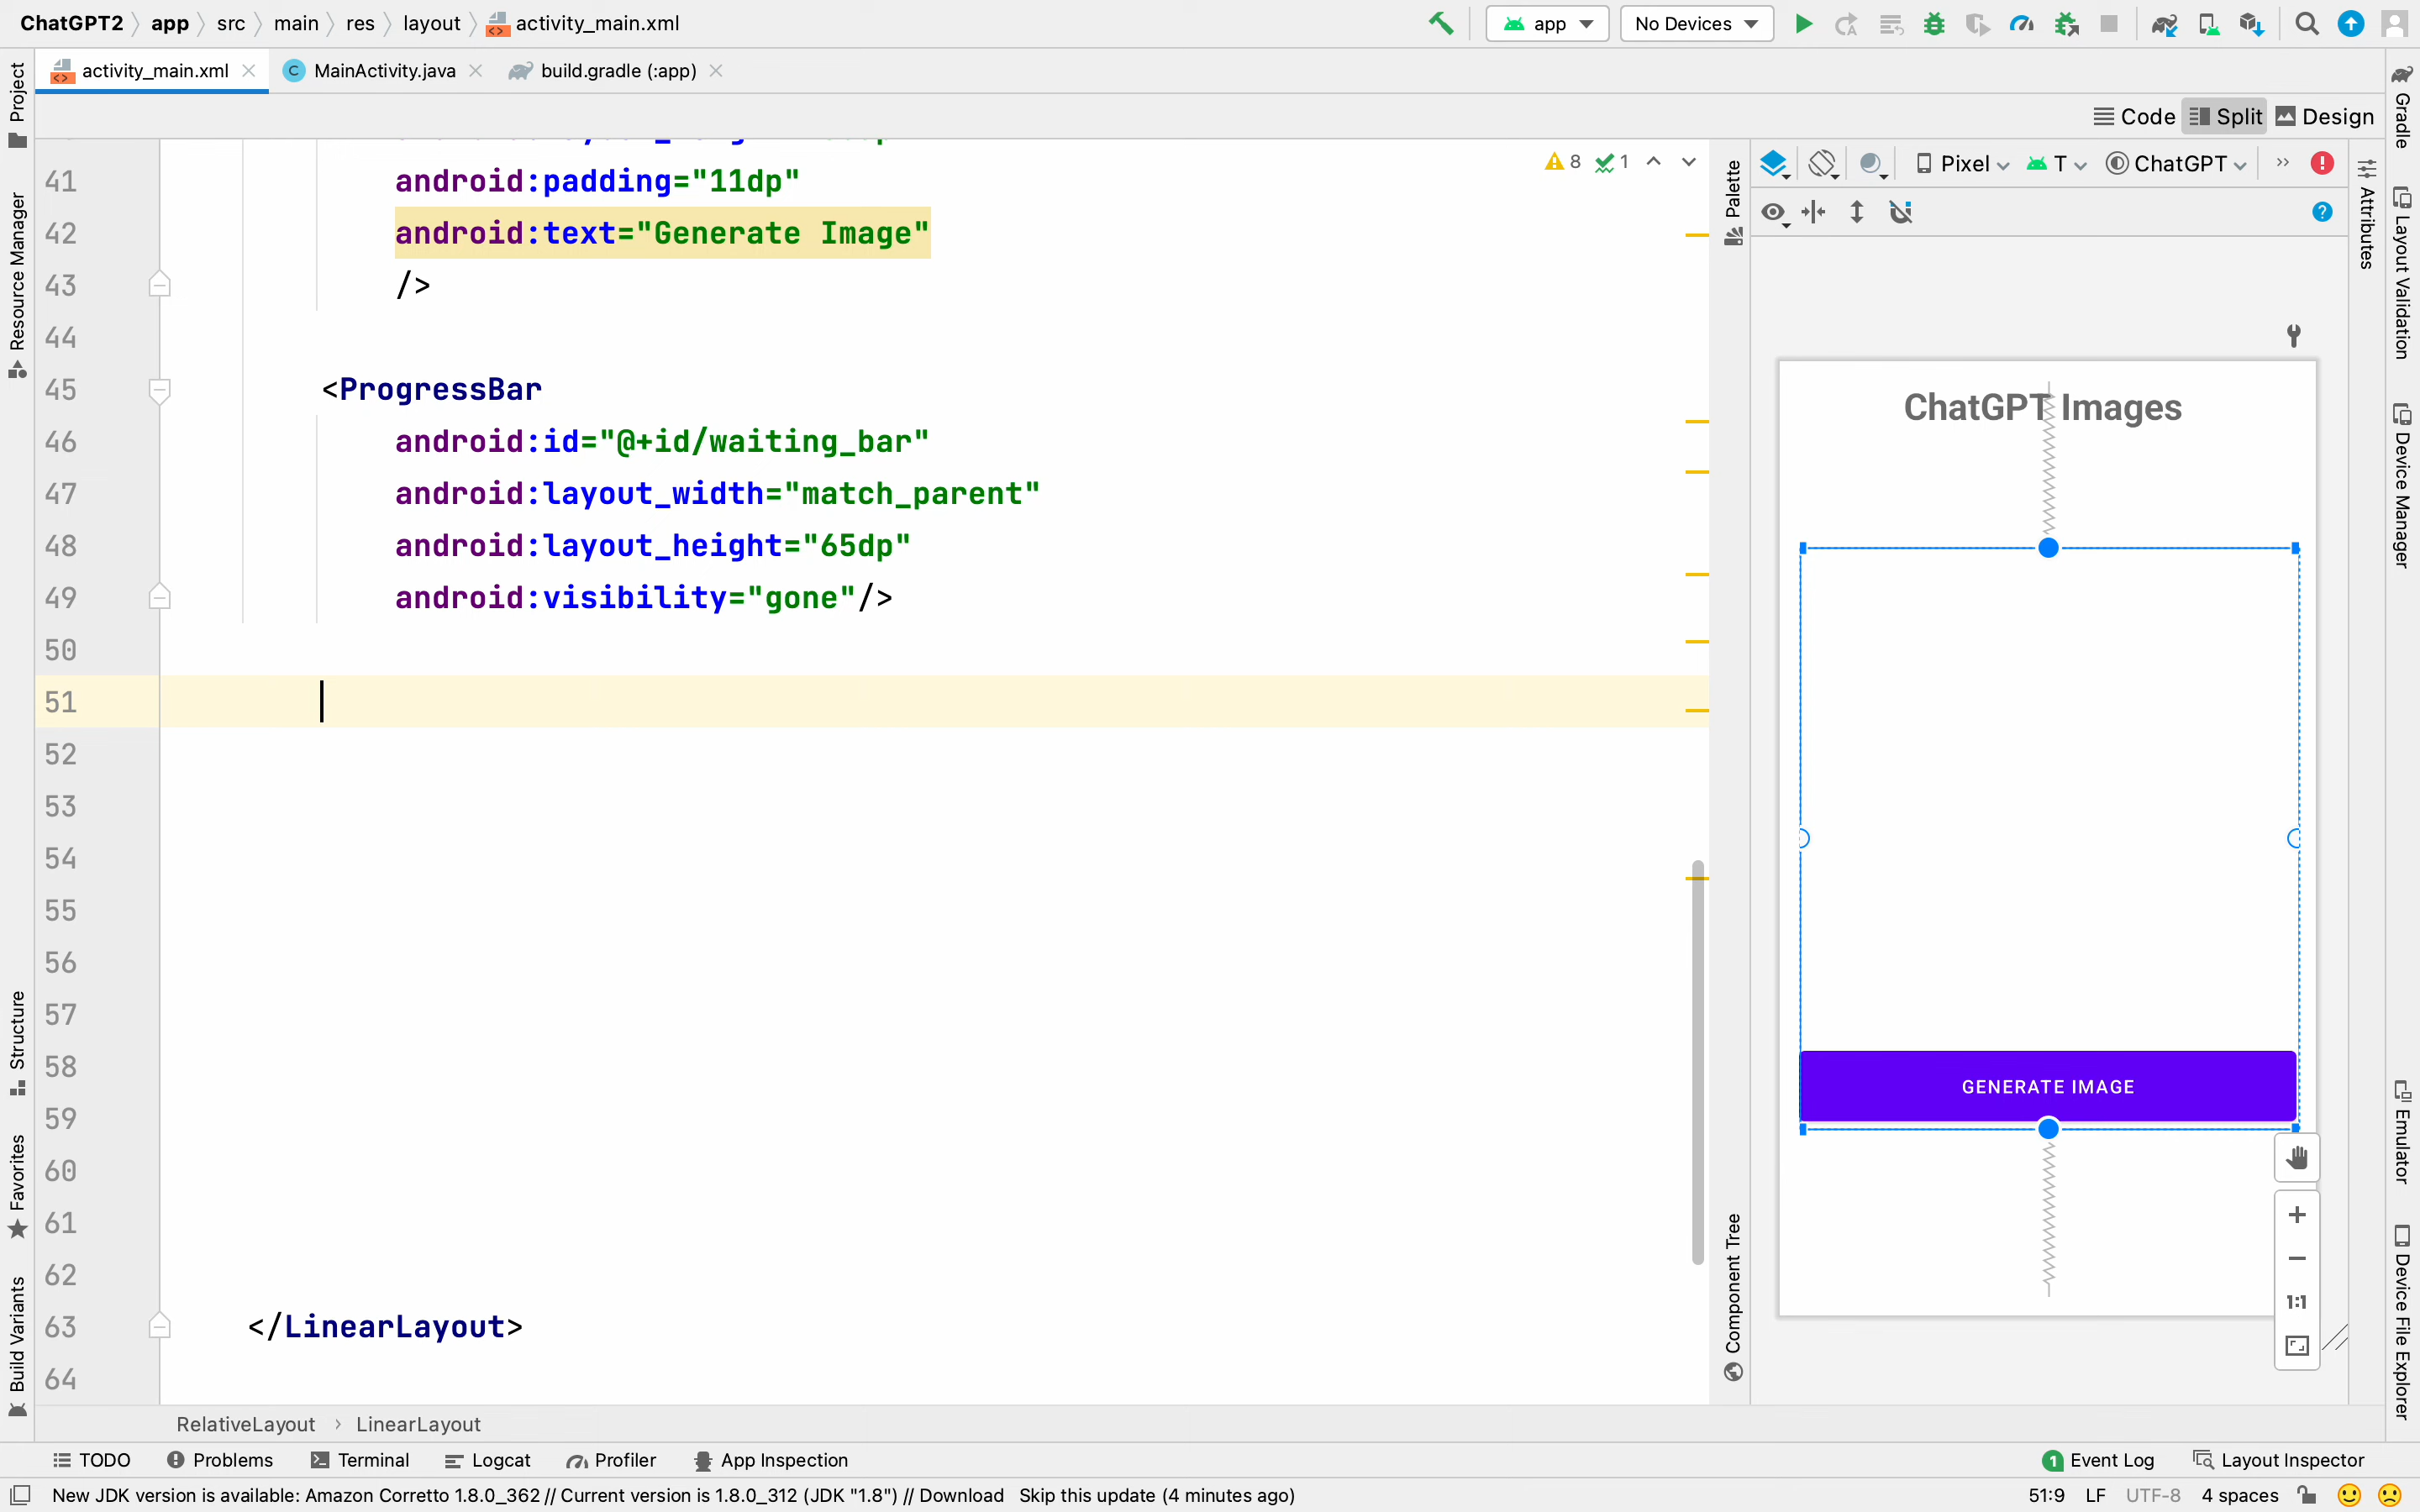 ChatGPT2 app src main res layout activity_main.xml
app
No Devices
activity_main.xml
MainActivity.java
build.gradle (:app)
Code
Split
Design
8
1
Pixel
T
ChatGPT
41 android:padding="11dp"
42 android:text="Generate Image"
43 />
44
45 <ProgressBar
46 android:id="@+id/waiting_bar"
47 android:layout_width="match_parent"
48 android:layout_height="65dp"
49 android:visibility="gone"/>
50
51
52
53
54
55
56
57
58
59
60
61
62
63 </LinearLayout>
64
Project
Resource Manager
Structure
Favorites
Build Variants
Palette
Component Tree
ChatGPT Images
GENERATE IMAGE
1:1
Attributes
Gradle
Layout Validation
Device Manager
Emulator
Device File Explorer
RelativeLayout › LinearLayout
TODO
Problems
Terminal
Logcat
Profiler
App Inspection
1 Event Log
Layout Inspector
New JDK version is available: Amazon Corretto 1.8.0_362 // Current version is 1.8.0_312 (JDK "1.8") // Download Skip this update (4 minutes ago)
51:9 LF UTF-8 4 spaces